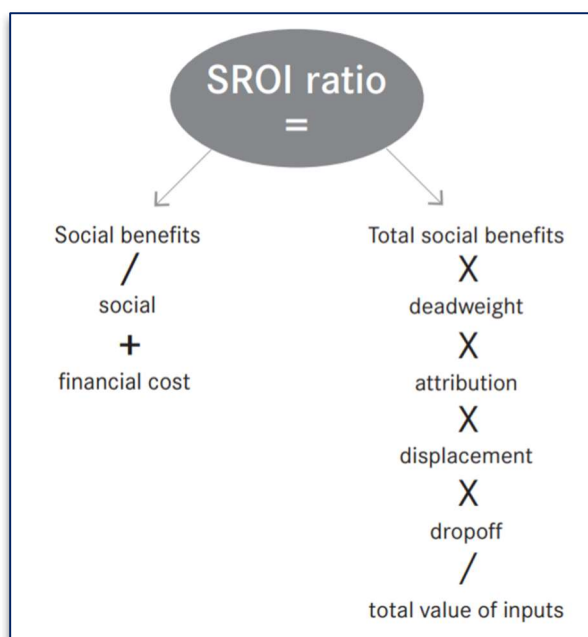 SROI ratio
=
Social benefits
/
social
+
financial cost
Total social benefits
X
deadweight
X
attribution
X
displacement
X
dropoff
/
total value of inputs